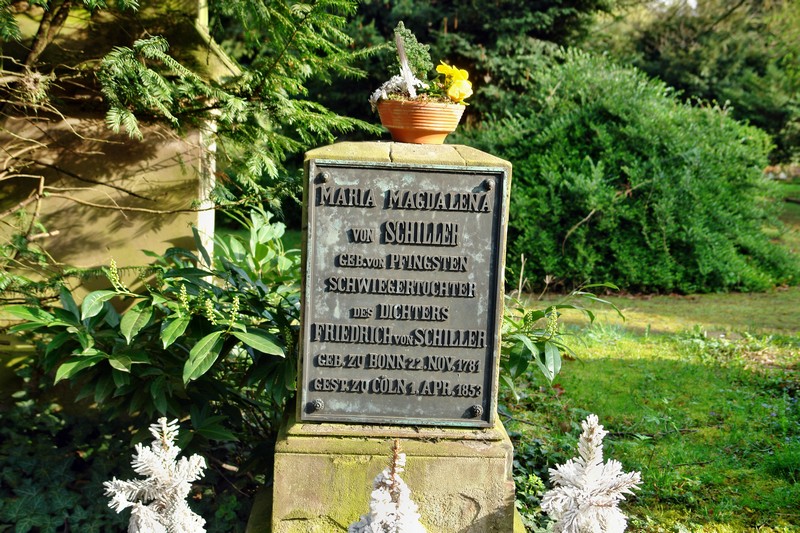 MARIA MAGDALENA
VON SCHILLER
GEB. VON PFINGSTEN
SCHWIEGERTOCHTER
DES DICHTERS
FRIEDRICH VON SCHILLER
GEB. ZU BONN 22. NOV. 1781
GEST. ZU CÖLN 1. APR. 1853